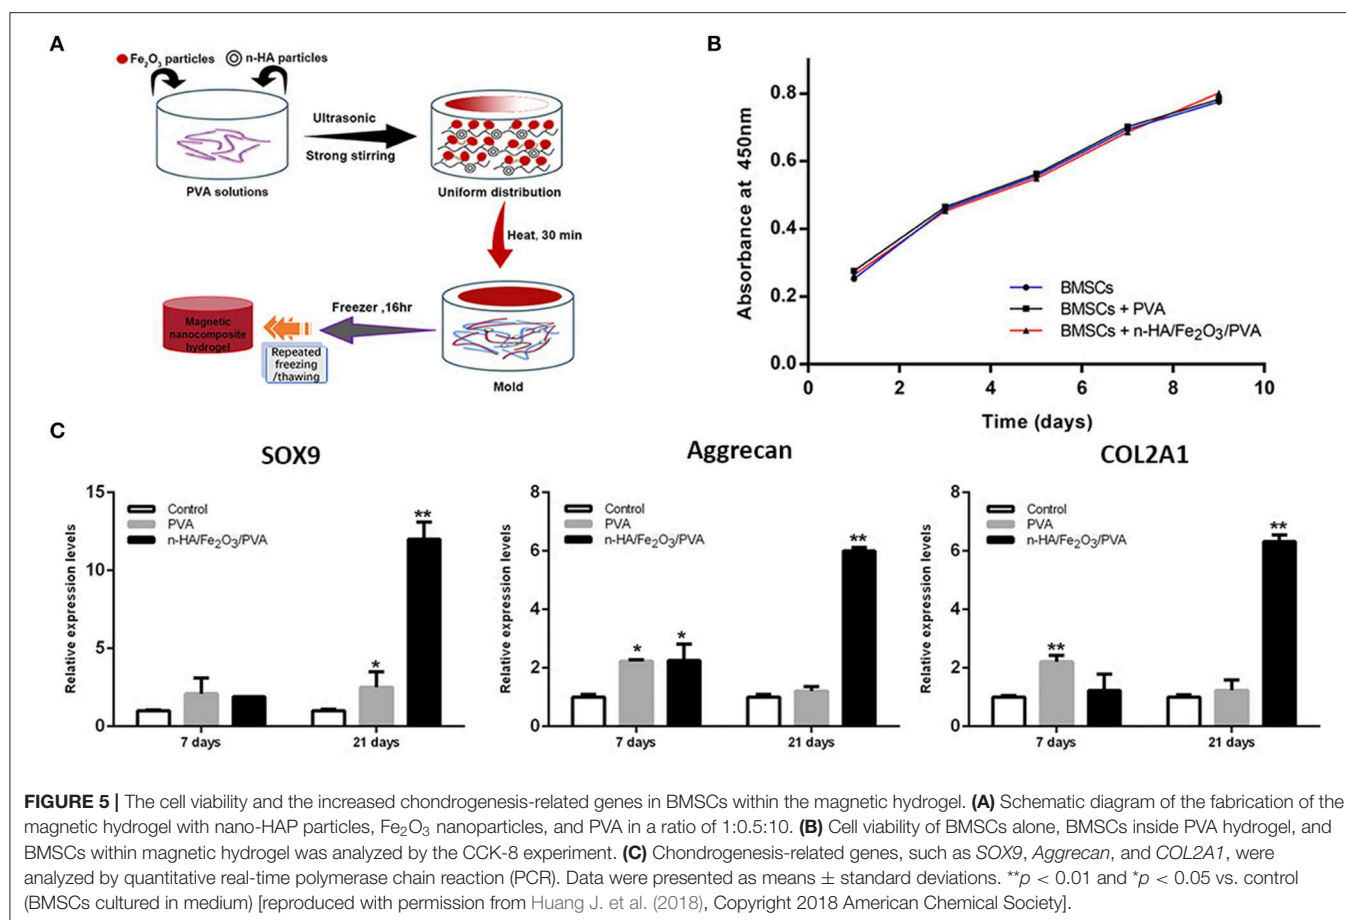 A
Fe2O3 particles
n-HA particles
Ultrasonic
Strong stirring
PVA solutions
Uniform distribution
Heat, 30 min
Freezer ,16hr
Magnetic
nanocomposite
hydrogel
Repeated
freezing
/thawing
Mold
B
Absorbance at 450nm
0.8
0.6
0.4
0.2
0.0
0
2
4
6
8
10
Time (days)
BMSCs
BMSCs + PVA
BMSCs + n-HA/Fe2O3/PVA
C
SOX9
Relative expression levels
15
10
5
0
Control
PVA
n-HA/Fe2O3/PVA
*
**
7 days
21 days
Aggrecan
Relative expression levels
8
6
4
2
0
Control
PVA
n-HA/Fe2O3/PVA
*
*
**
7 days
21 days
COL2A1
Relative expression levels
8
6
4
2
0
Control
PVA
n-HA/Fe2O3/PVA
**
**
7 days
21 days
FIGURE 5 | The cell viability and the increased chondrogenesis-related genes in BMSCs within the magnetic hydrogel. (A) Schematic diagram of the fabrication of the
magnetic hydrogel with nano-HAP particles, Fe2O3 nanoparticles, and PVA in a ratio of 1:0.5:10. (B) Cell viability of BMSCs alone, BMSCs inside PVA hydrogel, and
BMSCs within magnetic hydrogel was analyzed by the CCK-8 experiment. (C) Chondrogenesis-related genes, such as SOX9, Aggrecan, and COL2A1, were
analyzed by quantitative real-time polymerase chain reaction (PCR). Data were presented as means ± standard deviations. **p < 0.01 and *p < 0.05 vs. control
(BMSCs cultured in medium) [reproduced with permission from Huang J. et al. (2018), Copyright 2018 American Chemical Society].